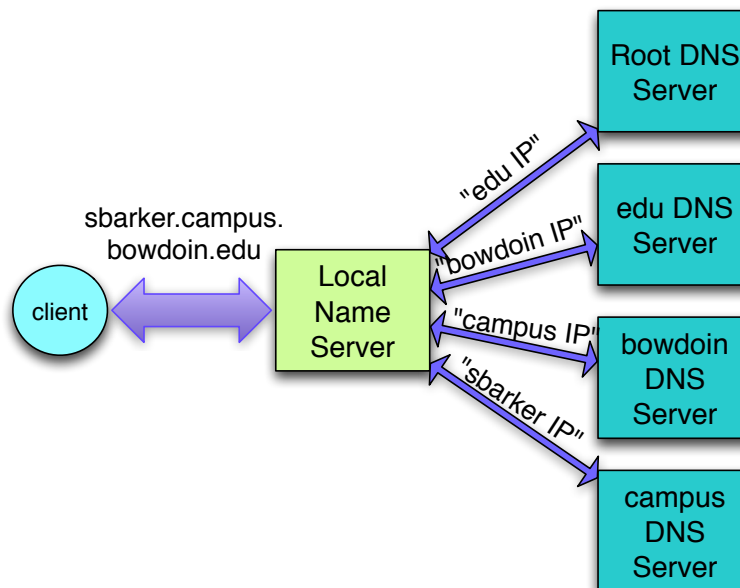 sbarker.campus.
bowdoin.edu
client
Local
Name
Server
"edu IP"
"bowdoin IP"
"campus IP"
"sbarker IP"
Root DNS
Server
edu DNS
Server
bowdoin
DNS
Server
campus
DNS
Server